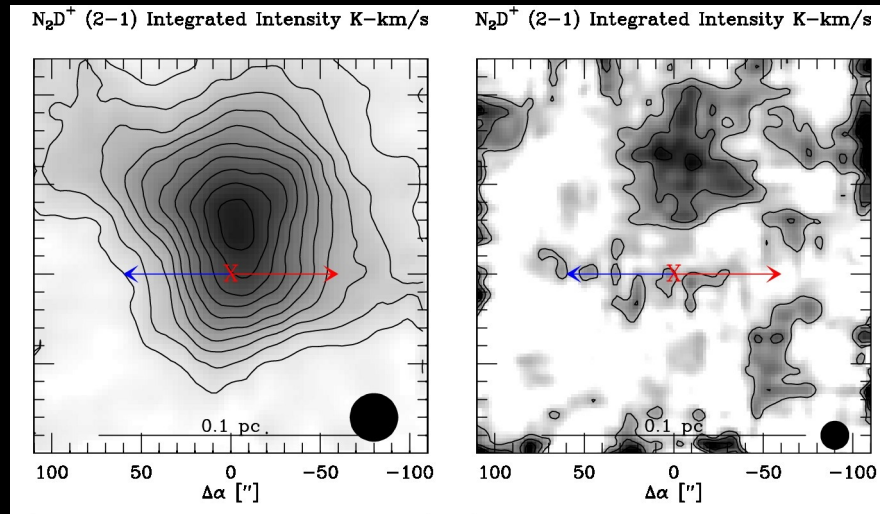 N₂D⁺ (2−1) Integrated Intensity K−km/s
N₂D⁺ (2−1) Integrated Intensity K−km/s
X
X
0.1 pc
0.1 pc
100 50 0 −50 −100
100 50 0 −50 −100
Δα ["]
Δα ["]